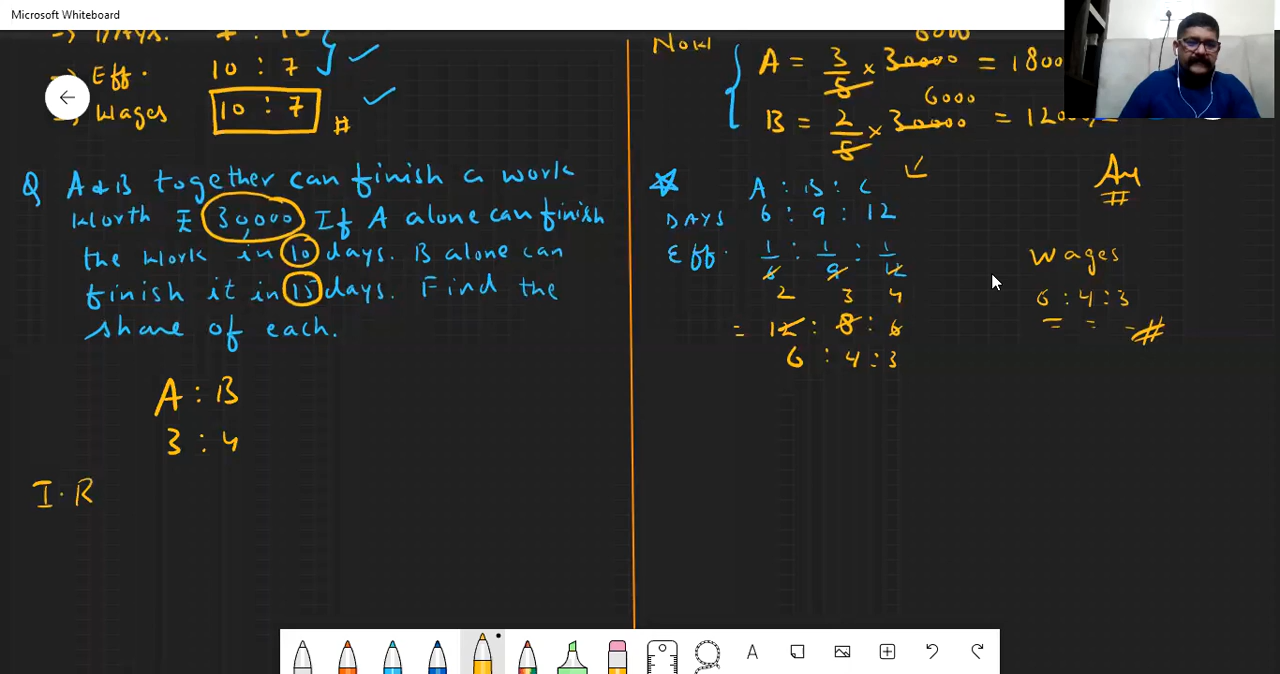 Microsoft Whiteboard
→ Eff. 10 : 7
→ Wages 10 : 7 #
Q A & B together can finish a work
worth ₹ 30,000 If A alone can finish
the work in 10 days. B alone can
finish it in 15 days. Find the
share of each.
A : B
3 : 4
I.R
Now
6000
A = 3/5 × 30000 = 1800
6000
B = 2/5 × 30000 = 12000/-
Ans
#
A : B : C
DAYS 6 : 9 : 12
Eff. 1/6 : 1/9 : 1/12
2 3 4
= 12 : 8 : 6
6 : 4 : 3
Wages
6 : 4 : 3
#
A